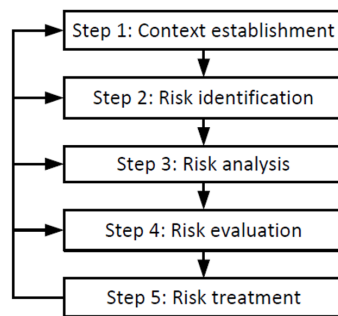 Step 1: Context establishment
Step 2: Risk identification
Step 3: Risk analysis
Step 4: Risk evaluation
Step 5: Risk treatment